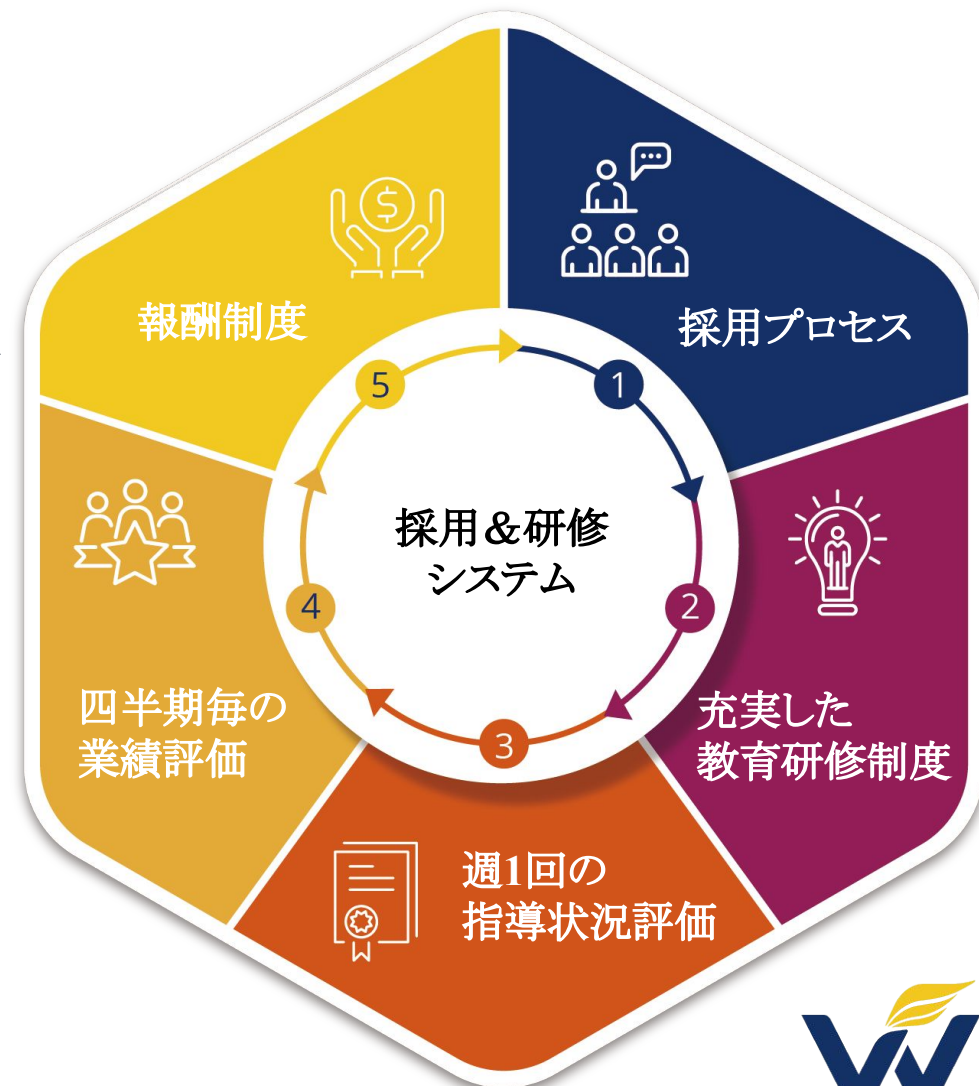 採用&研修
システム
1
採用プロセス
2
充実した
教育研修制度
3
週1回の
指導状況評価
4
四半期毎の
業績評価
5
報酬制度
$
W